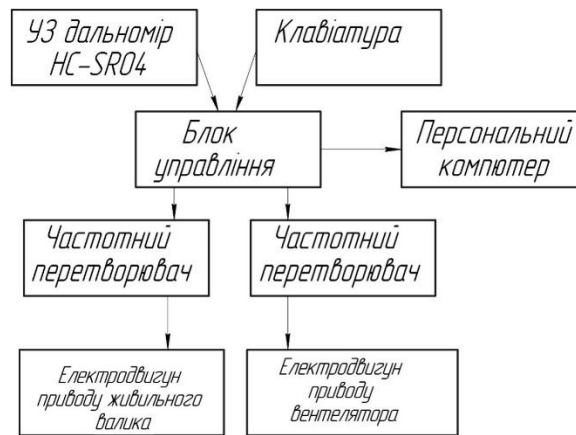 УЗ дальномір
HC-SR04
Клавіатура
Блок
управління
Персональний
компютер
Частотний
перетворювач
Частотний
перетворювач
Електродвигун
приводу живильного
валика
Електродвигун
приводу
вентелятора